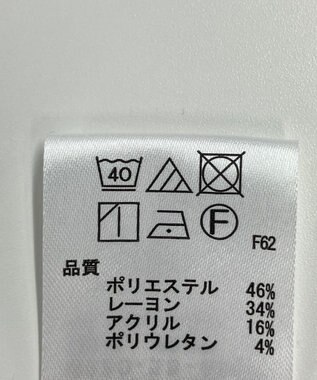 40
F
F62
品質
ポリエステル 46%
レーヨン 34%
アクリル 16%
ポリウレタン 4%